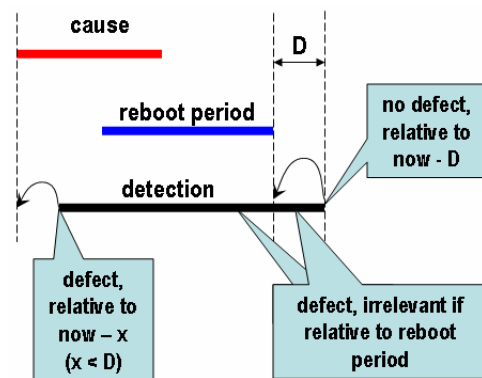 cause
D
reboot period
no defect,
relative to
now - D
detection
defect,
relative to
now – x
(x < D)
defect, irrelevant if
relative to reboot
period